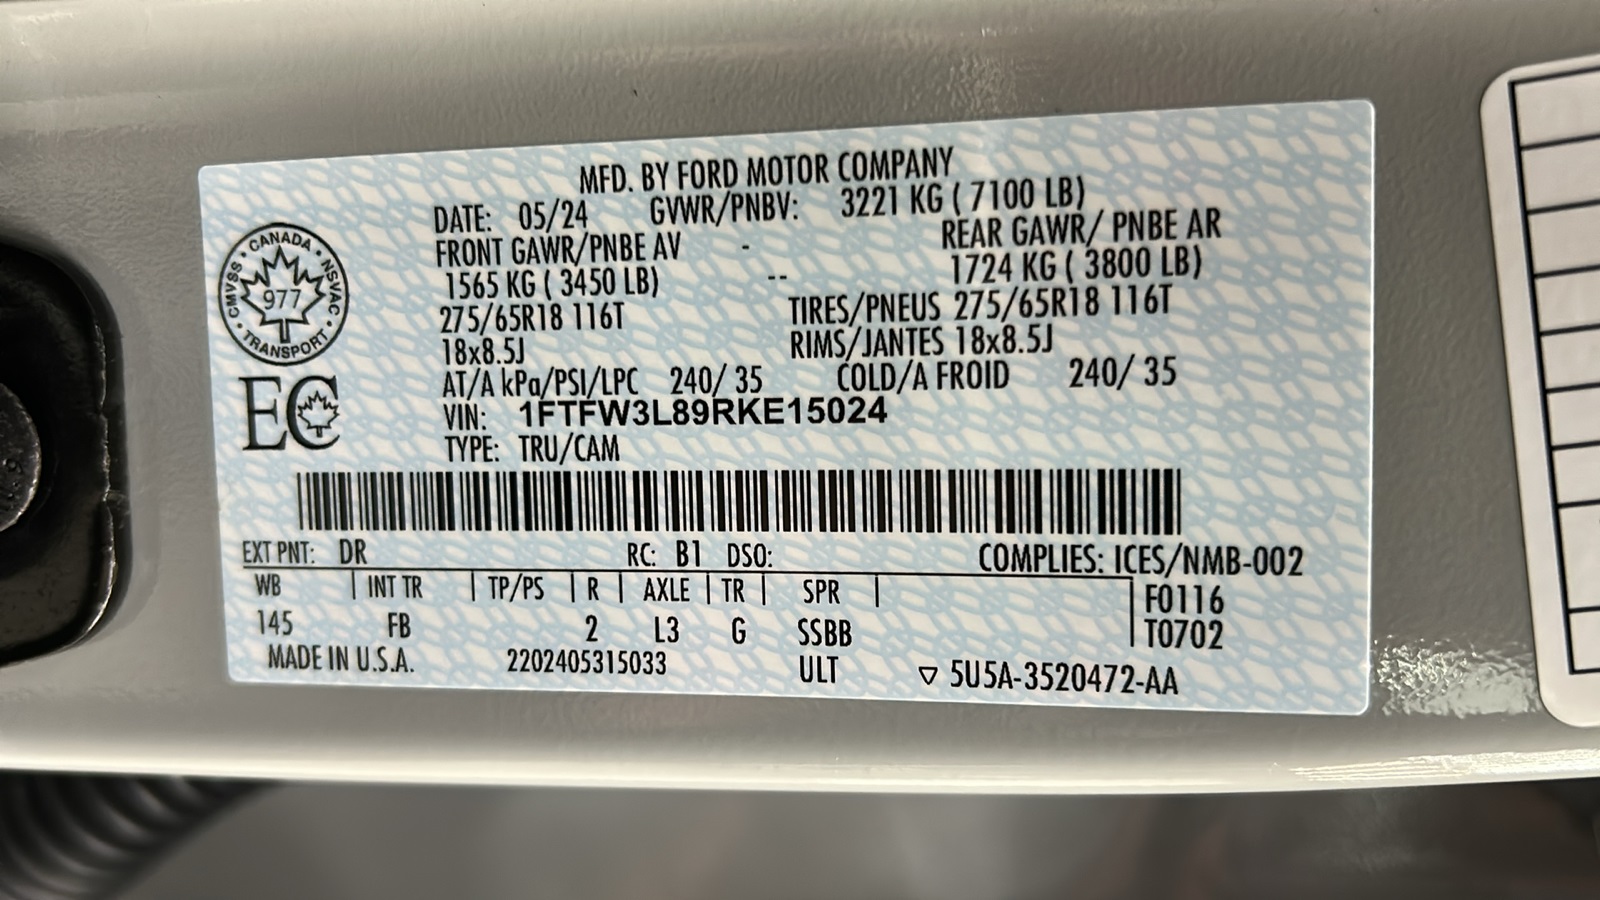 MFD. BY FORD MOTOR COMPANY
DATE: 05/24 GVWR/PNBV: 3221 KG ( 7100 LB)
FRONT GAWR/PNBE AV - REAR GAWR/ PNBE AR
1565 KG ( 3450 LB) -- 1724 KG ( 3800 LB)
275/65R18 116T TIRES/PNEUS 275/65R18 116T
18x8.5J RIMS/JANTES 18x8.5J
AT/A kPa/PSI/LPC 240/ 35 COLD/A FROID 240/ 35
VIN: 1FTFW3L89RKE15024
TYPE: TRU/CAM
CANADA • NSVAC • TRANSPORT • CMVSS •
977
EC
EXT PNT: DR RC: B1 DSO: COMPLIES: ICES/NMB-002
WB | INT TR | TP/PS | R | AXLE | TR | SPR | F0116
145 FB 2 L3 G SSBB T0702
MADE IN U.S.A. 2202405315033 ULT ▽ 5U5A-3520472-AA